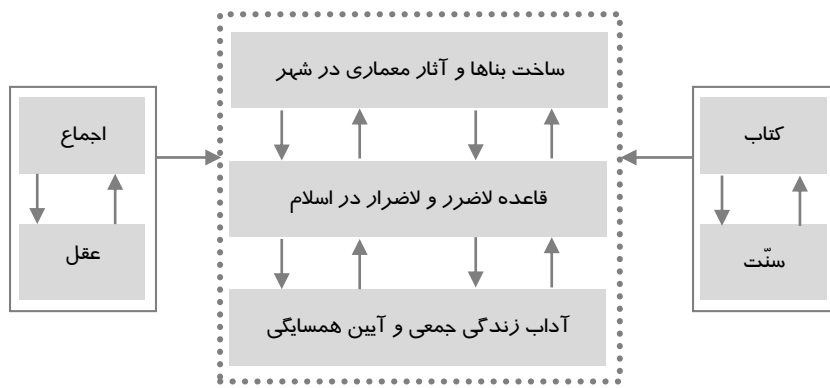 ساخت بناها و آثار معماری در شهر
کتاب
اجماع
قاعده لاضرر و لاضرار در اسلام
سنّت
عقل
آداب زندگی جمعی و آیین همسایگی